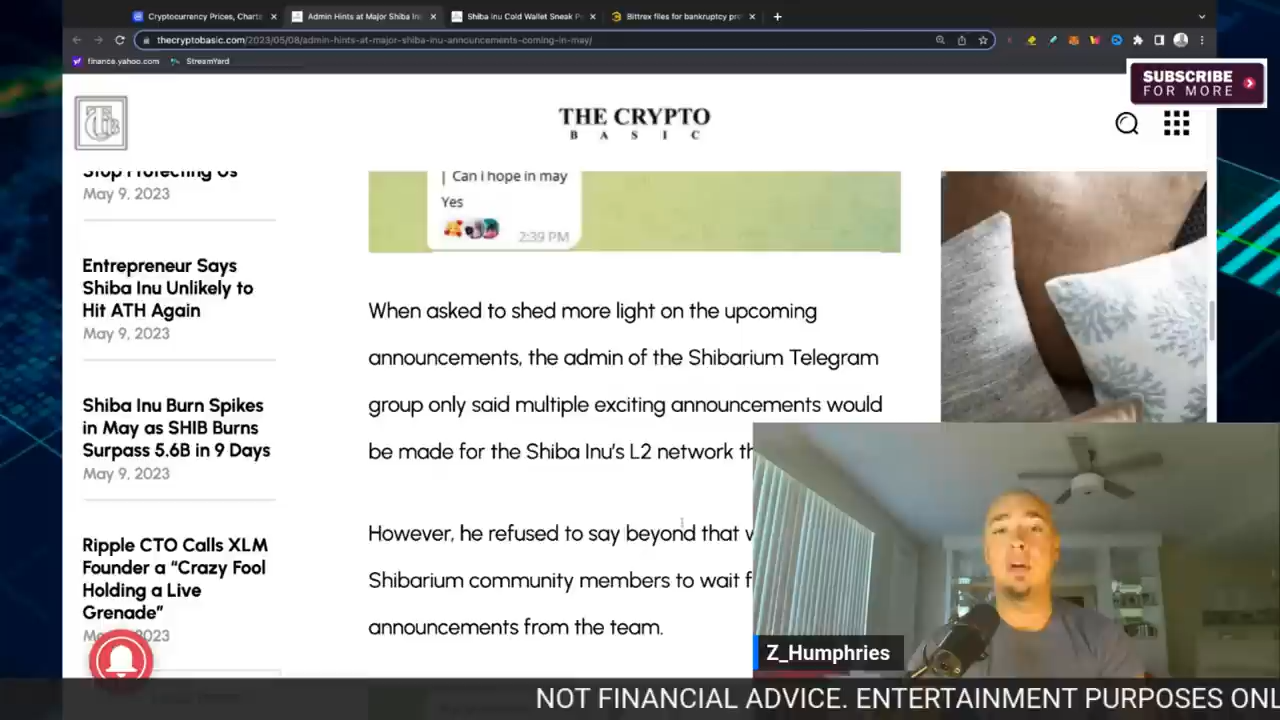 Cryptocurrency Prices, Charts
Admin Hints at Major Shiba In
Shiba Inu Cold Wallet Sneak P
Bittrex files for bankruptcy pr
thecryptobasic.com/2023/05/08/admin-hints-at-major-shiba-inu-announcements-coming-in-may/
finance.yahoo.com
StreamYard
SUBSCRIBE
FOR MORE
THE CRYPTO
BASIC
Stop Protecting Us
May 9, 2023
Entrepreneur Says
Shiba Inu Unlikely to
Hit ATH Again
May 9, 2023
Shiba Inu Burn Spikes
in May as SHIB Burns
Surpass 5.6B in 9 Days
May 9, 2023
Ripple CTO Calls XLM
Founder a “Crazy Fool
Holding a Live
Grenade”
2023
Can i hope in may
Yes
2:39 PM
When asked to shed more light on the upcoming
announcements, the admin of the Shibarium Telegram
group only said multiple exciting announcements would
be made for the Shiba Inu’s L2 network
However, he refused to say beyond that
Shibarium community members to wait
announcements from the team.
Z_Humphries
NOT FINANCIAL ADVICE. ENTERTAINMENT PURPOSES ONL